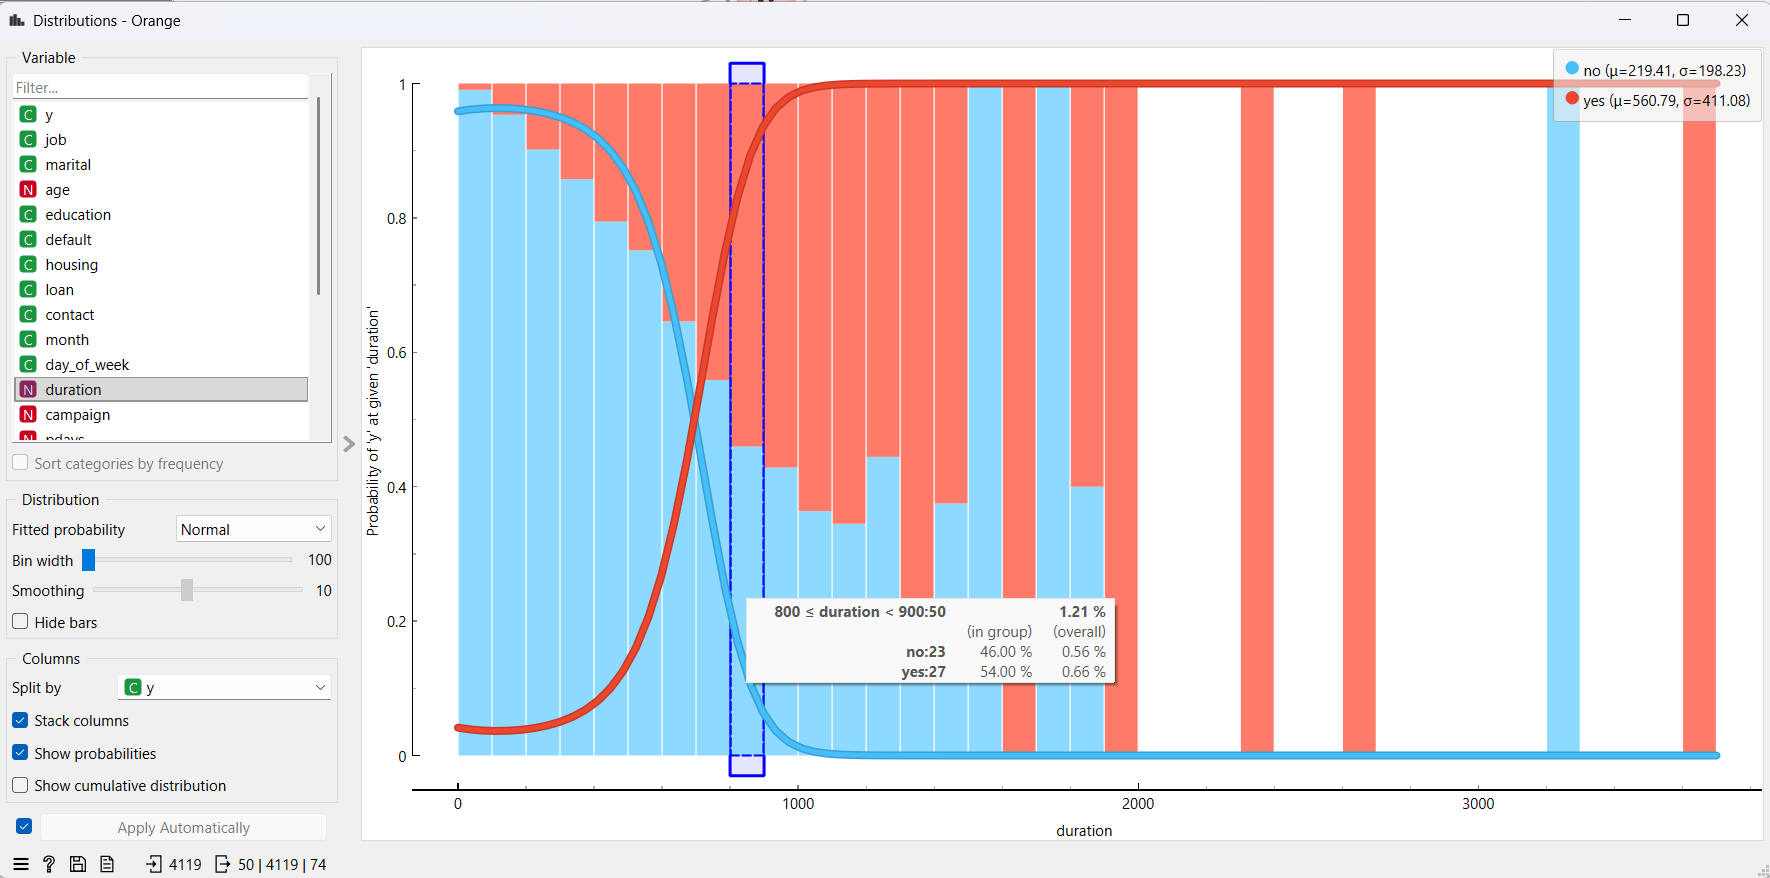 Distributions - Orange
Variable
Filter...
C y
C job
C marital
N age
C education
C default
C housing
C loan
C contact
C month
C day_of_week
N duration
N campaign
N pdays
Sort categories by frequency
Distribution
Fitted probability Normal
Bin width 100
Smoothing 10
Hide bars
Columns
Split by C y
Stack columns
Show probabilities
Show cumulative distribution
Apply Automatically
? 4119 50 | 4119 | 74
Probability of 'y' at given 'duration'
1
0.8
0.6
0.4
0.2
0
0 1000 2000 3000
duration
no (μ=219.41, σ=198.23)
yes (μ=560.79, σ=411.08)
800 ≤ duration < 900:50 1.21 %
(in group) (overall)
no:23 46.00 % 0.56 %
yes:27 54.00 % 0.66 %